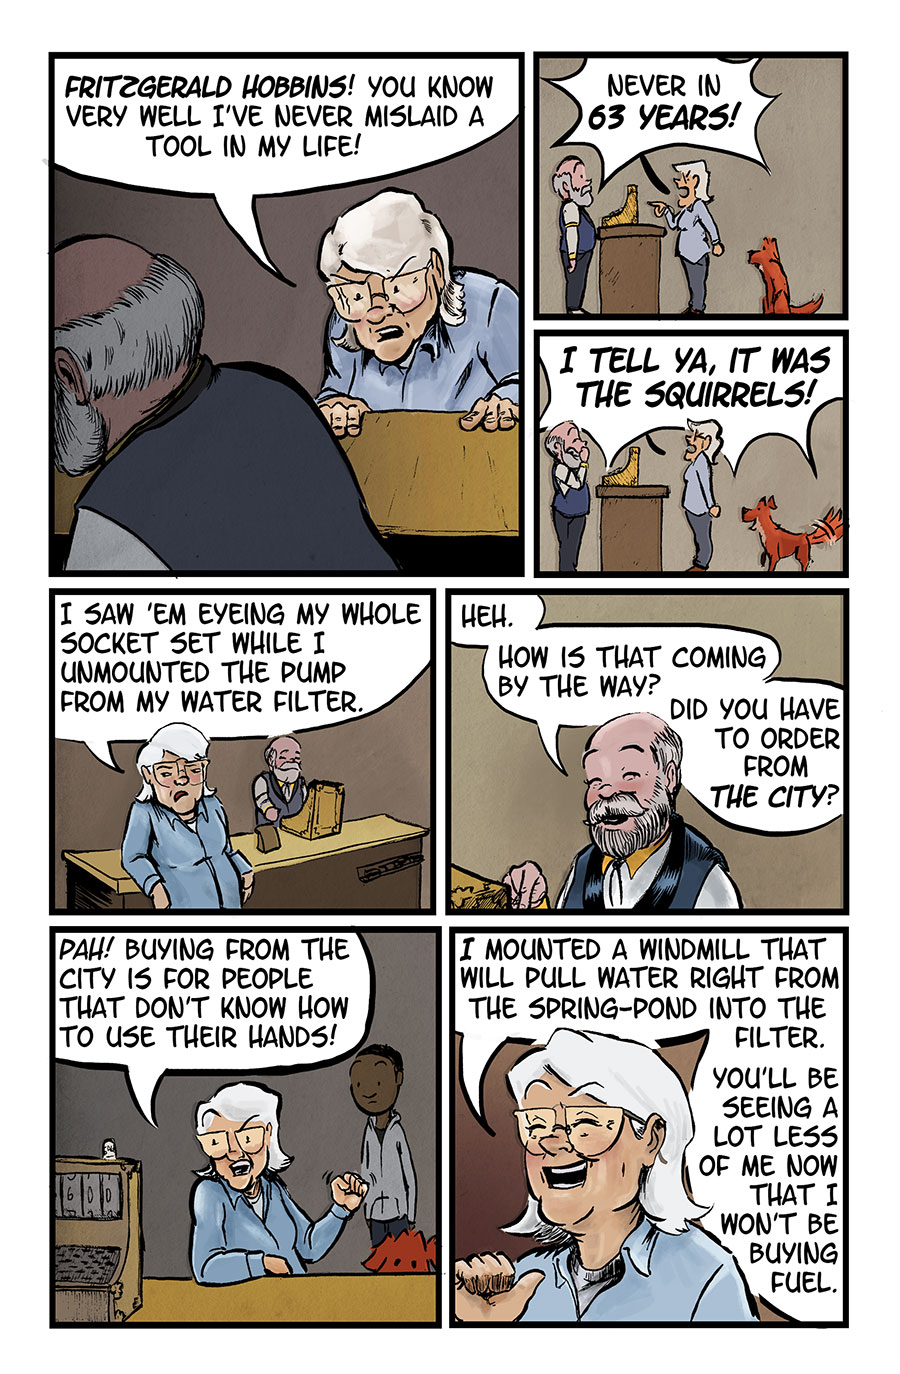 FRITZGERALD HOBBINS! YOU KNOW
VERY WELL I'VE NEVER MISLAID A
TOOL IN MY LIFE!
NEVER IN
63 YEARS!
I TELL YA, IT WAS
THE SQUIRRELS!
I SAW 'EM EYEING MY WHOLE
SOCKET SET WHILE I
UNMOUNTED THE PUMP
FROM MY WATER FILTER.
HEH.
HOW IS THAT COMING
BY THE WAY?
DID YOU HAVE
TO ORDER
FROM
THE CITY?
PAH! BUYING FROM THE
CITY IS FOR PEOPLE
THAT DON'T KNOW HOW
TO USE THEIR HANDS!
I MOUNTED A WINDMILL THAT
WILL PULL WATER RIGHT FROM
THE SPRING-POND INTO THE
FILTER.
YOU'LL BE
SEEING A
LOT LESS
OF ME NOW
THAT I
WON'T BE
BUYING
FUEL.